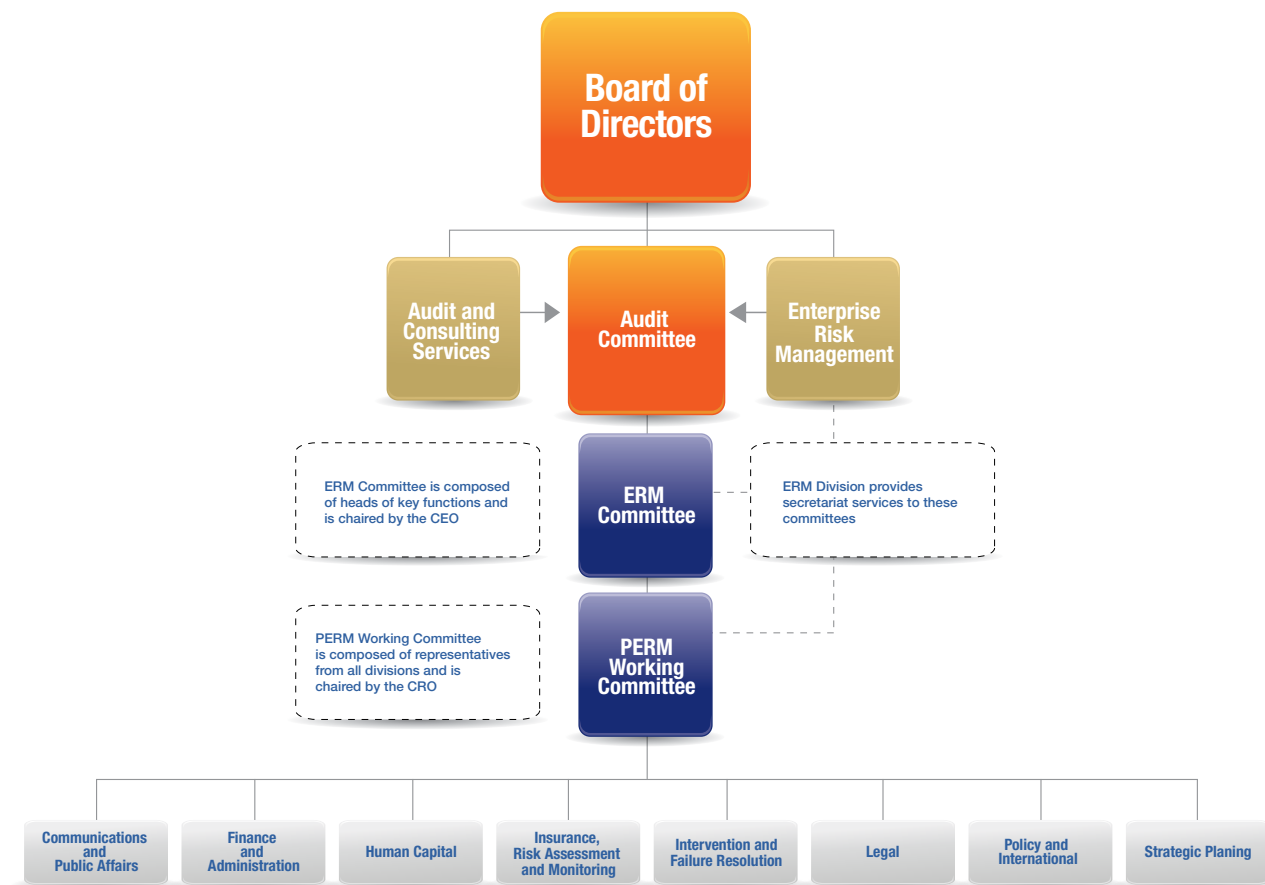 Board of
Directors
Audit and
Consulting
Services
Audit
Committee
Enterprise
Risk
Management
ERM Committee is composed
of heads of key functions and
is chaired by the CEO
ERM
Committee
ERM Division provides
secretariat services to these
committees
PERM Working Committee
is composed of representatives
from all divisions and is
chaired by the CRO
PERM
Working
Committee
Communications
and
Public Affairs
Finance
and
Administration
Human Capital
Insurance,
Risk Assessment
and Monitoring
Intervention and
Failure Resolution
Legal
Policy and
International
Strategic Planing